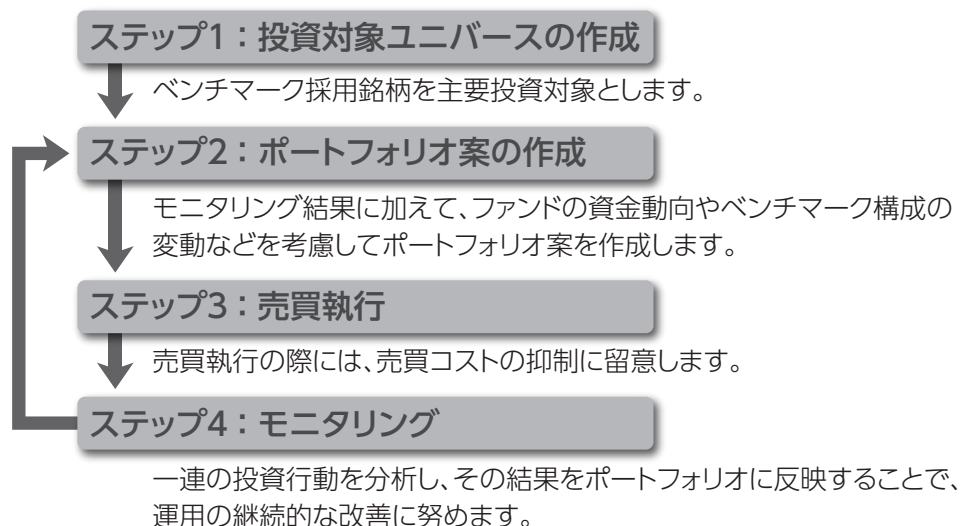 ステップ1：投資対象ユニバースの作成
ベンチマーク採用銘柄を主要投資対象とします。
ステップ2：ポートフォリオ案の作成
モニタリング結果に加えて、ファンドの資金動向やベンチマーク構成の
変動などを考慮してポートフォリオ案を作成します。
ステップ3：売買執行
売買執行の際には、売買コストの抑制に留意します。
ステップ4：モニタリング
一連の投資行動を分析し、その結果をポートフォリオに反映することで、
運用の継続的な改善に努めます。